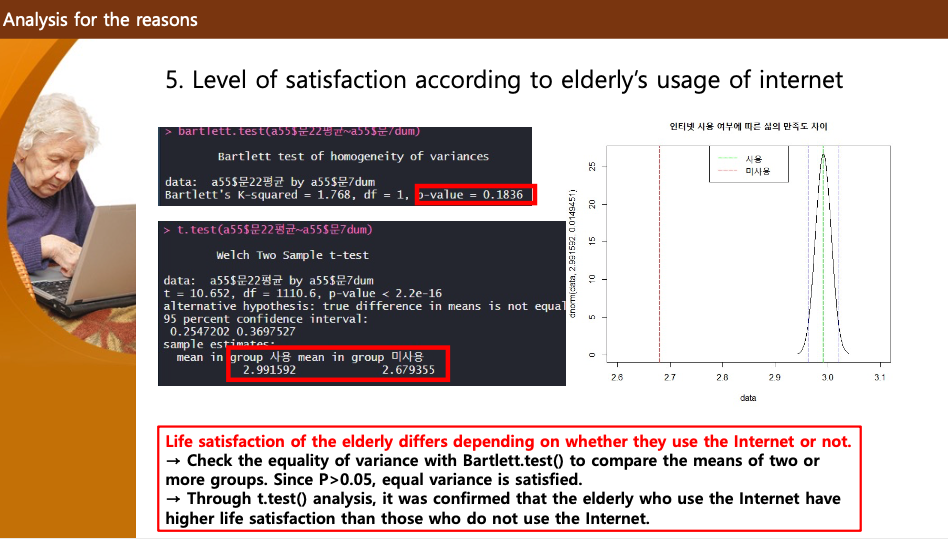 Analysis for the reasons
5. Level of satisfaction according to elderly’s usage of internet
> bartlett.test(a55$문22평균~a55$문7dum)
Bartlett test of homogeneity of variances
data:  a55$문22평균 by a55$문7dum
Bartlett's K-squared = 1.768, df = 1, p-value = 0.1836
> t.test(a55$문22평균~a55$문7dum)
Welch Two Sample t-test
data:  a55$문22평균 by a55$문7dum
t = 10.652, df = 1110.6, p-value < 2.2e-16
alternative hypothesis: true difference in means is not equal
95 percent confidence interval:
0.2547202 0.3697527
sample estimates:
mean in group 사용 mean in group 미사용
2.991592 2.679355
인터넷 사용 여부에 따른 삶의 만족도 차이
사용
미사용
dnorm(data, 2.991592, 0.0149451)
25
20
15
10
5
0
2.6 2.7 2.8 2.9 3.0 3.1
data
Life satisfaction of the elderly differs depending on whether they use the Internet or not.
→ Check the equality of variance with Bartlett.test() to compare the means of two or
more groups. Since P>0.05, equal variance is satisfied.
→ Through t.test() analysis, it was confirmed that the elderly who use the Internet have
higher life satisfaction than those who do not use the Internet.